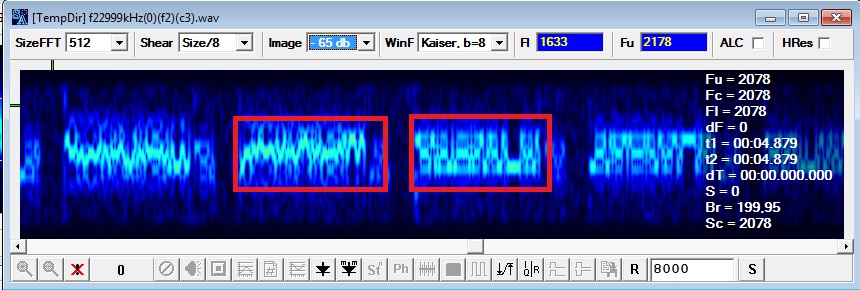 [TempDir] f22999kHz(0)(f2)(c3).wav
SizeFFT 512 Shear Size/8 Image - 65 db WinF Kaiser, b=8 Fl 1633 Fu 2178 ALC HRes
Fu = 2078
Fc = 2078
Fl = 2078
dF = 0
t1 = 00:04.879
t2 = 00:04.879
dT = 00:00.000.000
S = 0
Br = 199,95
Sc = 2078
0 St Ph R 8000 S